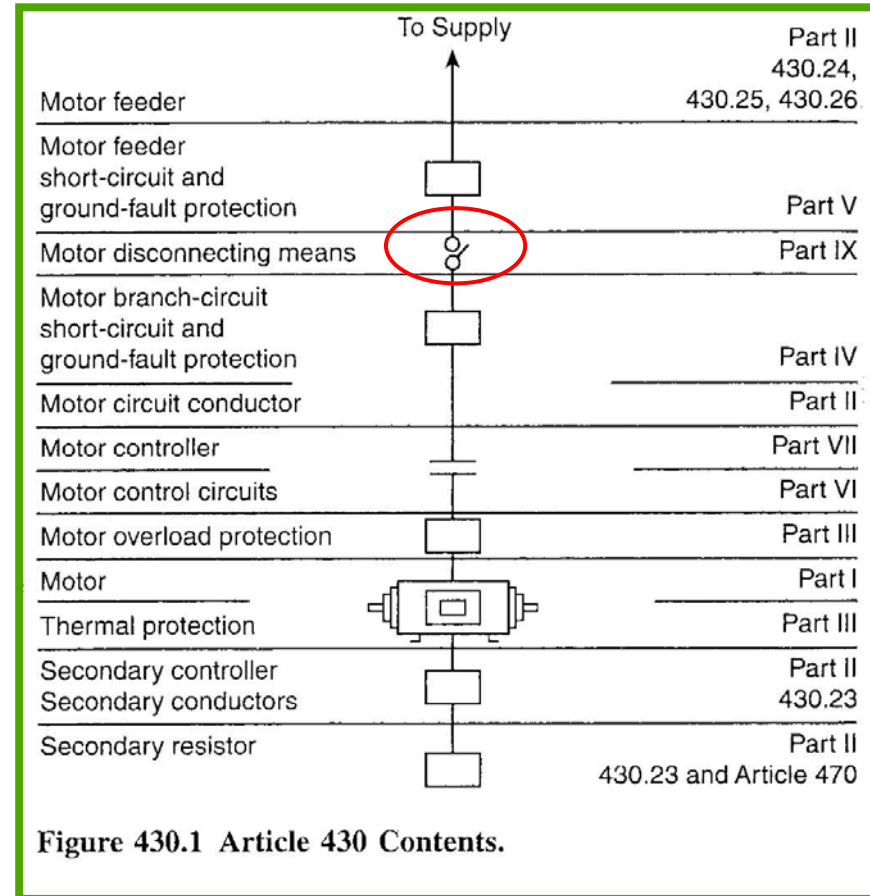 To Supply
Part II
430.24,
Motor feeder 430.25, 430.26
Motor feeder
short-circuit and
ground-fault protection Part V
Motor disconnecting means Part IX
Motor branch-circuit
short-circuit and
ground-fault protection Part IV
Motor circuit conductor Part II
Motor controller Part VII
Motor control circuits Part VI
Motor overload protection Part III
Motor Part I
Thermal protection Part III
Secondary controller Part II
Secondary conductors 430.23
Secondary resistor Part II
430.23 and Article 470
Figure 430.1 Article 430 Contents.